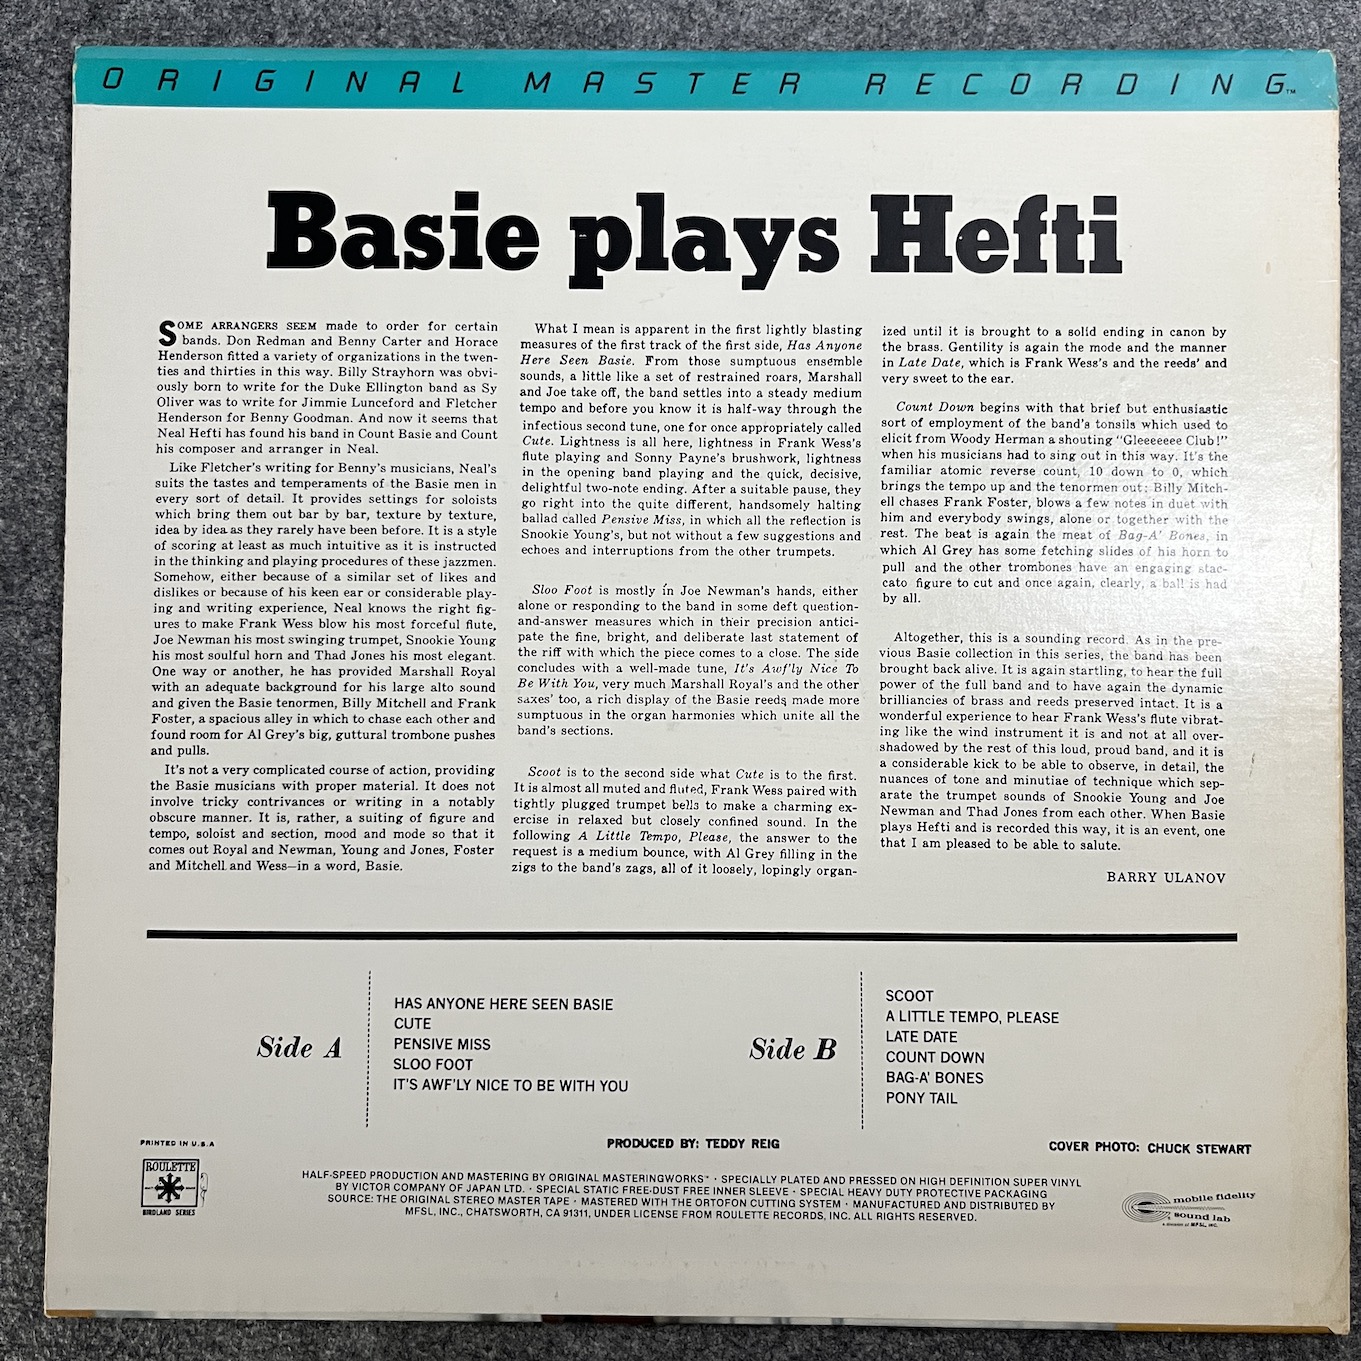 ORIGINAL MASTER RECORDING™
Basie plays Hefti
SOME ARRANGERS SEEM made to order for certain
bands. Don Redman and Benny Carter and Horace
Henderson fitted a variety of organizations in the twen-
ties and thirties in this way. Billy Strayhorn was obvi-
ously born to write for the Duke Ellington band as Sy
Oliver was to write for Jimmie Lunceford and Fletcher
Henderson for Benny Goodman. And now it seems that
Neal Hefti has found his band in Count Basie and Count
his composer and arranger in Neal.
Like Fletcher's writing for Benny's musicians, Neal's
suits the tastes and temperaments of the Basie men in
every sort of detail. It provides settings for soloists
which bring them out bar by bar, texture by texture,
idea by idea as they rarely have been before. It is a style
of scoring at least as much intuitive as it is instructed
in the thinking and playing procedures of these jazzmen.
Somehow, either because of a similar set of likes and
dislikes or because of his keen ear or considerable play-
ing and writing experience, Neal knows the right fig-
ures to make Frank Wess blow his most forceful flute,
Joe Newman his most swinging trumpet, Snookie Young
his most soulful horn and Thad Jones his most elegant.
One way or another, he has provided Marshall Royal
with an adequate background for his large alto sound
and given the Basie tenormen, Billy Mitchell and Frank
Foster, a spacious alley in which to chase each other and
found room for Al Grey's big, guttural trombone pushes
and pulls.
It's not a very complicated course of action, providing
the Basie musicians with proper material. It does not
involve tricky contrivances or writing in a notably
obscure manner. It is, rather, a suiting of figure and
tempo, soloist and section, mood and mode so that it
comes out Royal and Newman, Young and Jones, Foster
and Mitchell and Wess—in a word, Basie.
What I mean is apparent in the first lightly blasting
measures of the first track of the first side, Has Anyone
Here Seen Basie. From those sumptuous ensemble
sounds, a little like a set of restrained roars, Marshall
and Joe take off, the band settles into a steady medium
tempo and before you know it is half-way through the
infectious second tune, one for once appropriately called
Cute. Lightness is all here, lightness in Frank Wess's
flute playing and Sonny Payne's brushwork, lightness
in the opening band playing and the quick, decisive,
delightful two-note ending. After a suitable pause, they
go right into the quite different, handsomely halting
ballad called Pensive Miss, in which all the reflection is
Snookie Young's, but not without a few suggestions and
echoes and interruptions from the other trumpets.
Sloo Foot is mostly in Joe Newman's hands, either
alone or responding to the band in some deft question-
and-answer measures which in their precision antici-
pate the fine, bright, and deliberate last statement of
the riff with which the piece comes to a close. The side
concludes with a well-made tune, It's Awf'ly Nice To
Be With You, very much Marshall Royal's and the other
saxes' too, a rich display of the Basie reeds made more
sumptuous in the organ harmonies which unite all the
band's sections.
Scoot is to the second side what Cute is to the first.
It is almost all muted and fluted, Frank Wess paired with
tightly plugged trumpet bells to make a charming ex-
ercise in relaxed but closely confined sound. In the
following A Little Tempo, Please, the answer to the
request is a medium bounce, with Al Grey filling in the
zigs to the band's zags, all of it loosely, lopingly organ-
ized until it is brought to a solid ending in canon by
the brass. Gentility is again the mode and the manner
in Late Date, which is Frank Wess's and the reeds' and
very sweet to the ear.
Count Down begins with that brief but enthusiastic
sort of employment of the band's tonsils which used to
elicit from Woody Herman a shouting "Gleeeeeee Club!"
when his musicians had to sing out in this way. It's the
familiar atomic reverse count, 10 down to 0, which
brings the tempo up and the tenormen out; Billy Mitch-
ell chases Frank Foster, blows a few notes in duet with
him and everybody swings, alone or together with the
rest. The beat is again the meat of Bag-A' Bones, in
which Al Grey has some fetching slides of his horn to
pull and the other trombones have an engaging stac-
cato figure to cut and once again, clearly, a ball is had
by all.
Altogether, this is a sounding record. As in the pre-
vious Basie collection in this series, the band has been
brought back alive. It is again startling, to hear the full
power of the full band and to have again the dynamic
brilliancies of brass and reeds preserved intact. It is a
wonderful experience to hear Frank Wess's flute vibrat-
ing like the wind instrument it is and not at all over-
shadowed by the rest of this loud, proud band, and it is
a considerable kick to be able to observe, in detail, the
nuances of tone and minutiae of technique which sep-
arate the trumpet sounds of Snookie Young and Joe
Newman and Thad Jones from each other. When Basie
plays Hefti and is recorded this way, it is an event, one
that I am pleased to be able to salute.
BARRY ULANOV
Side A
HAS ANYONE HERE SEEN BASIE
CUTE
PENSIVE MISS
SLOO FOOT
IT'S AWF'LY NICE TO BE WITH YOU
Side B
SCOOT
A LITTLE TEMPO, PLEASE
LATE DATE
COUNT DOWN
BAG-A' BONES
PONY TAIL
PRINTED IN U.S.A
PRODUCED BY: TEDDY REIG
COVER PHOTO: CHUCK STEWART
ROULETTE
BIRDLAND SERIES
HALF-SPEED PRODUCTION AND MASTERING BY ORIGINAL MASTERINGWORKS™ · SPECIALLY PLATED AND PRESSED ON HIGH DEFINITION SUPER VINYL
BY VICTOR COMPANY OF JAPAN LTD. · SPECIAL STATIC FREE-DUST FREE INNER SLEEVE · SPECIAL HEAVY DUTY PROTECTIVE PACKAGING
SOURCE: THE ORIGINAL STEREO MASTER TAPE · MASTERED WITH THE ORTOFON CUTTING SYSTEM · MANUFACTURED AND DISTRIBUTED BY
MFSL, INC., CHATSWORTH, CA 91311, UNDER LICENSE FROM ROULETTE RECORDS, INC. ALL RIGHTS RESERVED.
mobile fidelity
sound lab
a division of MFSL, INC.